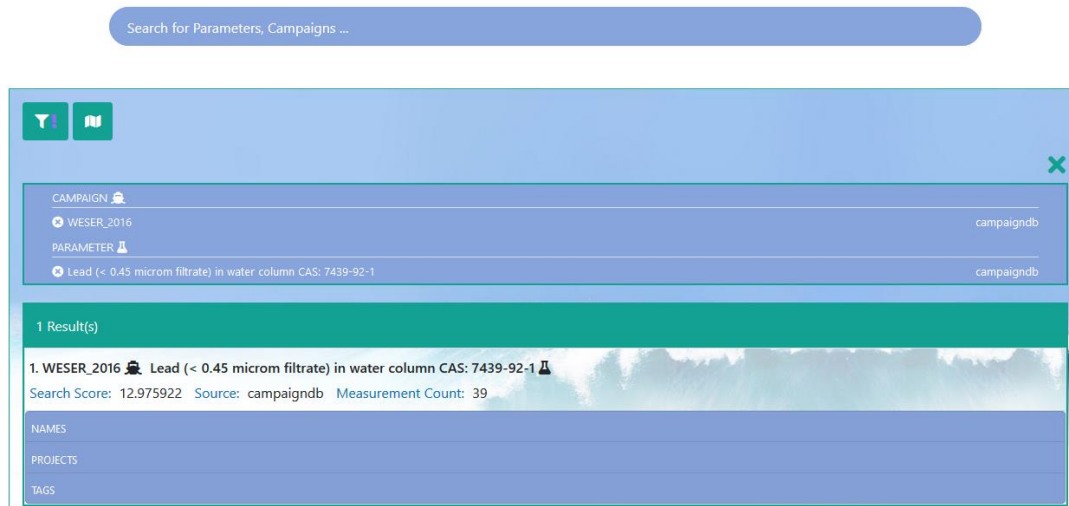 Search for Parameters, Campaigns ...
CAMPAIGN
WESER_2016 campaigndb
PARAMETER
Lead (< 0.45 microm filtrate) in water column CAS: 7439-92-1 campaigndb
1 Result(s)
1. WESER_2016 Lead (< 0.45 microm filtrate) in water column CAS: 7439-92-1
Search Score: 12.975922 Source: campaigndb Measurement Count: 39
NAMES
PROJECTS
TAGS